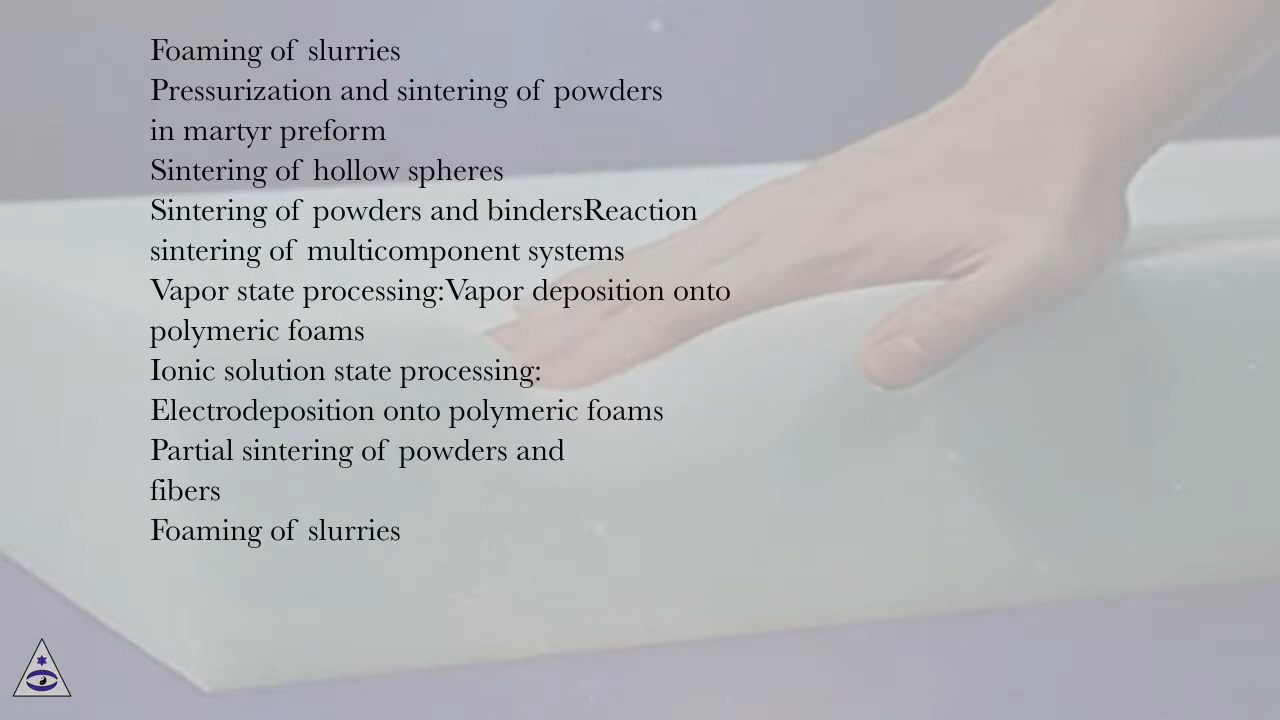 Foaming of slurries
Pressurization and sintering of powders
in martyr preform
Sintering of hollow spheres
Sintering of powders and bindersReaction
sintering of multicomponent systems
Vapor state processing:Vapor deposition onto
polymeric foams
Ionic solution state processing:
Electrodeposition onto polymeric foams
Partial sintering of powders and
fibers
Foaming of slurries